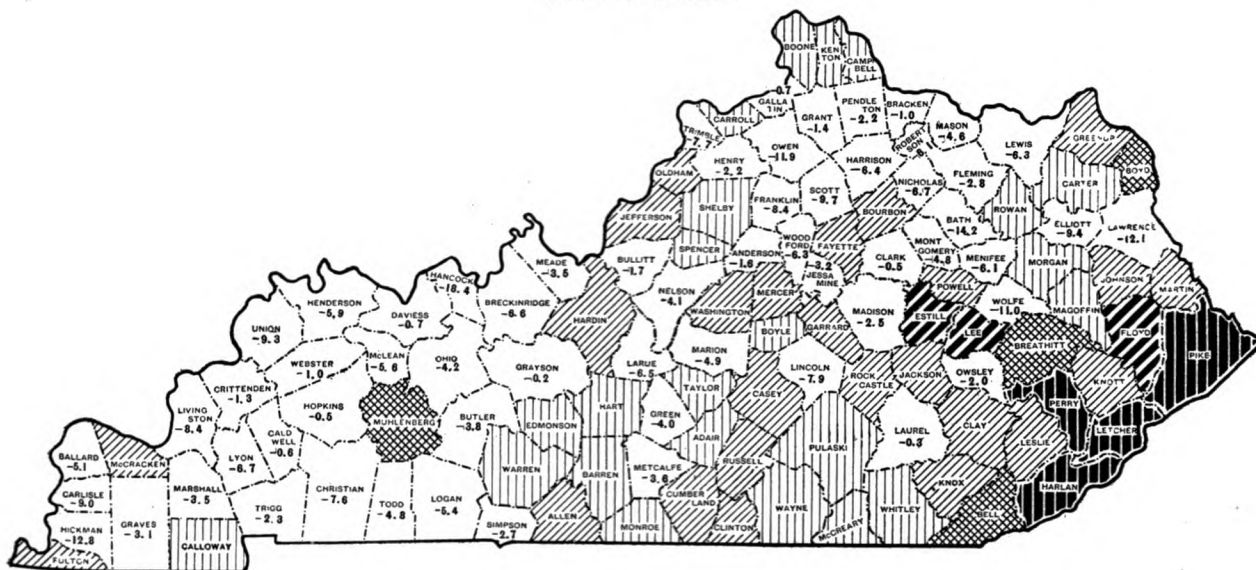 BOONE
KEN
TON
CAMP
BELL
-0.7
GALLA
TIN
CARROLL
TRIMBLE
-7.7
GRANT
-1.4
PENDLE
TON
-2.2
BRACKEN
-1.0
MASON
-4.6
ROBERT
SON
LEWIS
-6.3
GREENUP
BOYD
OLDHAM
HENRY
-2.2
OWEN
-11.9
HARRISON
-6.4
NICHOLAS
-6.7
FLEMING
-2.8
ROWAN
CARTER
ELLIOTT
-9.4
LAWRENCE
-12.1
JEFFERSON
SHELBY
FRANKLIN
-8.4
SCOTT
-9.7
BOURBON
BATH
-14.2
SPENCER
ANDERSON
-1.6
WOOD
FORD
-6.3
FAYETTE
-3.2
JESSA
MINE
CLARK
-0.5
MONT
GOMERY
-4.8
MENIFEE
-6.1
MORGAN
JOHNSON
MARTIN
MEADE
-3.5
BULLITT
-1.7
NELSON
-4.1
WASHINGTON
MERCER
GARRARD
MADISON
-2.5
ESTILL
POWELL
LEE
WOLFE
-11.0
MAGOFFIN
FLOYD
PIKE
HENDERSON
-5.9
DAVIESS
-0.7
HANCOCK
-18.4
BRECKINRIDGE
-6.6
HARDIN
BOYLE
BREATHITT
KNOTT
UNION
-9.3
WEBSTER
-1.0
McLEAN
-5.6
OHIO
-4.2
GRAYSON
-0.2
LARUE
-6.5
MARION
-4.9
LINCOLN
-7.9
ROCK
CASTLE
JACKSON
OWSLEY
-2.0
PERRY
LETCHER
CRITTENDEN
-1.3
HOPKINS
-0.5
MUHLENBERG
BUTLER
-3.8
EDMONSON
HART
GREEN
-4.0
TAYLOR
CASEY
PULASKI
LAUREL
-0.3
CLAY
LESLIE
LIVING
STON
-8.4
CALD
WELL
-0.6
LYON
-6.7
WARREN
BARREN
METCALFE
-3.6
ADAIR
RUSSELL
KNOX
HARLAN
BALLARD
-5.1
McCRACKEN
MARSHALL
-3.5
CHRISTIAN
-7.6
TODD
-4.8
LOGAN
-5.4
CUMBER
LAND
WAYNE
WHITLEY
BELL
CARLISLE
-9.0
GRAVES
-3.1
TRIGG
-2.3
SIMPSON
-2.7
ALLEN
MONROE
CLINTON
McCREARY
HICKMAN
-12.8
CALLOWAY
FULTON